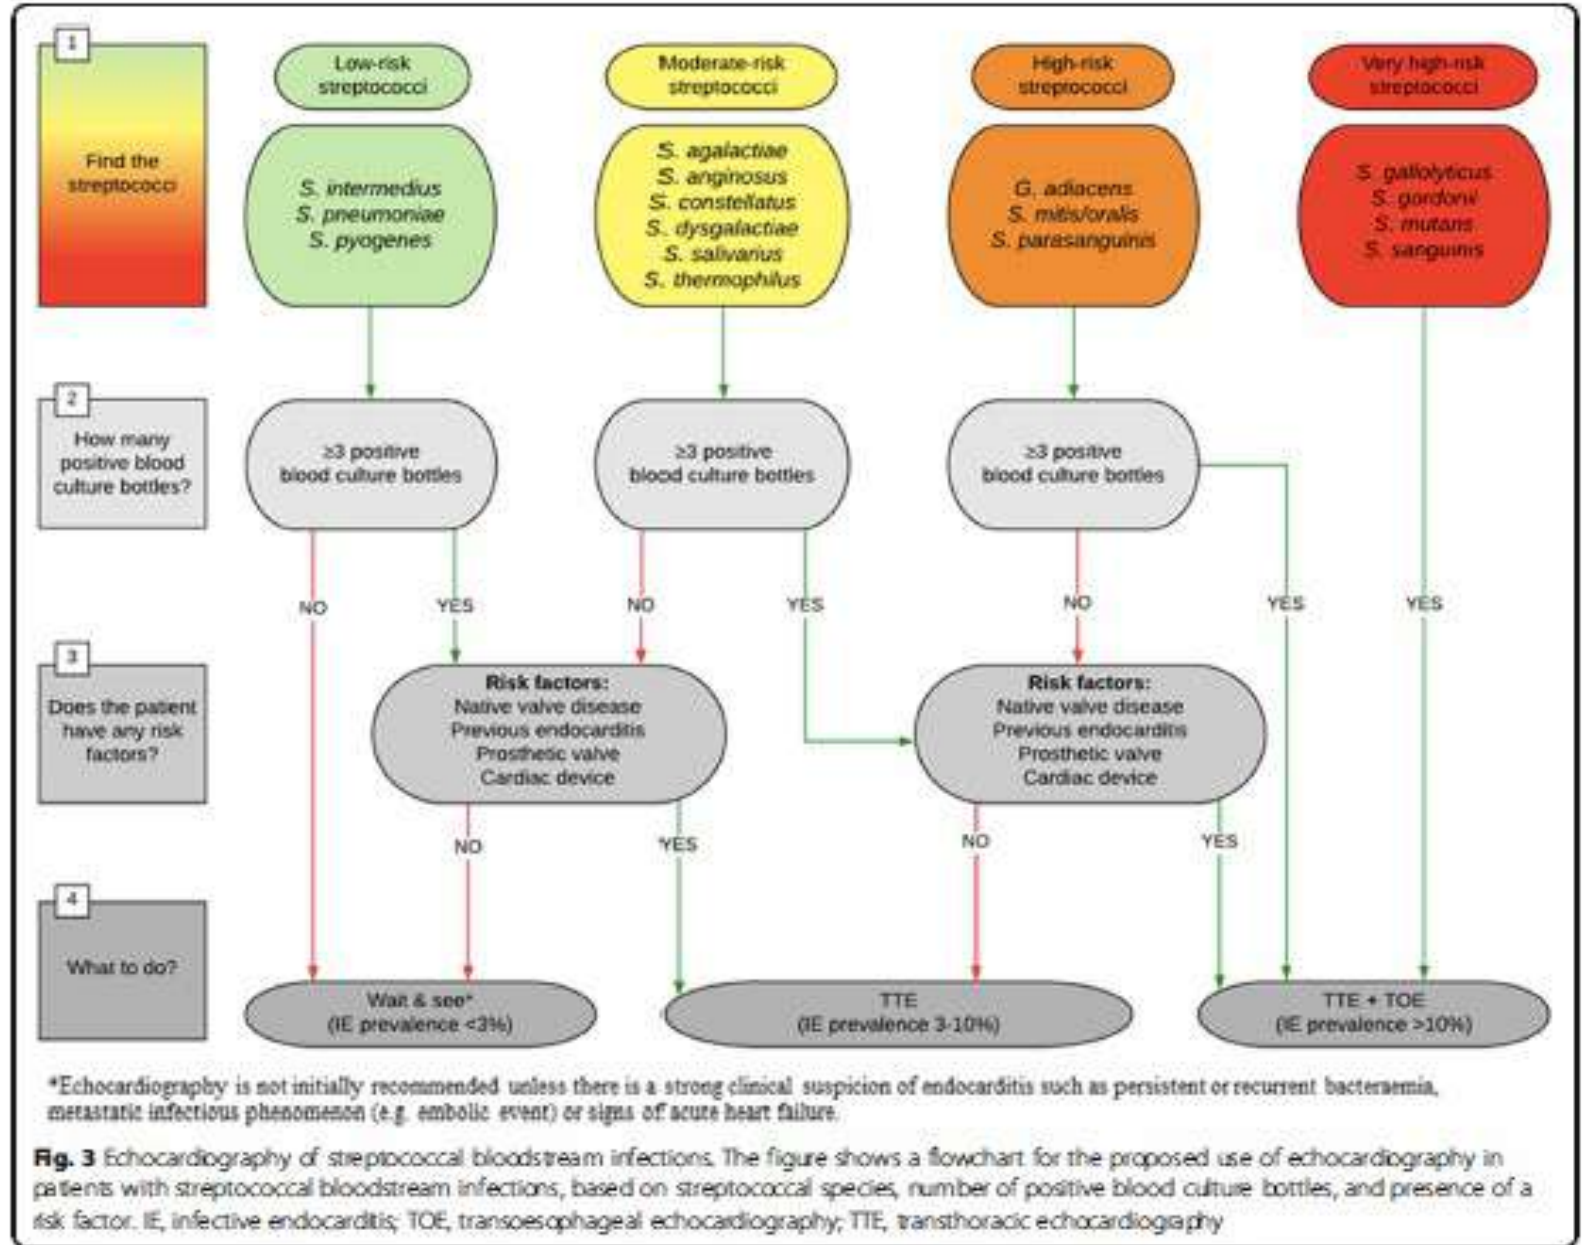 1
Find the
streptococci
Low-risk
streptococci
Moderate-risk
streptococci
High-risk
streptococci
Very high-risk
streptococci
S. intermedius
S. pneumoniae
S. pyogenes
S. agalactiae
S. anginosus
S. constellatus
S. dysgalactiae
S. salivarius
S. thermophilus
G. adiacens
S. mitis/oralis
S. parasanguinis
S. gallolyticus
S. gordonii
S. mutans
S. sanguinis
2
How many
positive blood
culture bottles?
≥3 positive
blood culture bottles
≥3 positive
blood culture bottles
≥3 positive
blood culture bottles
NO
YES
NO
YES
NO
YES
YES
3
Does the patient
have any risk
factors?
Risk factors:
Native valve disease
Previous endocarditis
Prosthetic valve
Cardiac device
Risk factors:
Native valve disease
Previous endocarditis
Prosthetic valve
Cardiac device
NO
YES
NO
YES
4
What to do?
Wait & see*
(IE prevalence <3%)
TTE
(IE prevalence 3-10%)
TTE + TOE
(IE prevalence >10%)
*Echocardiography is not initially recommended unless there is a strong clinical suspicion of endocarditis such as persistent or recurrent bacteraemia,
metastatic infectious phenomenon (e.g. embolic event) or signs of acute heart failure.
Fig. 3 Echocardiography of streptococcal bloodstream infections. The figure shows a flowchart for the proposed use of echocardiography in
patients with streptococcal bloodstream infections, based on streptococcal species, number of positive blood culture bottles, and presence of a
risk factor. IE, infective endocarditis; TOE, transoesophageal echocardiography; TTE, transthoracic echocardiography